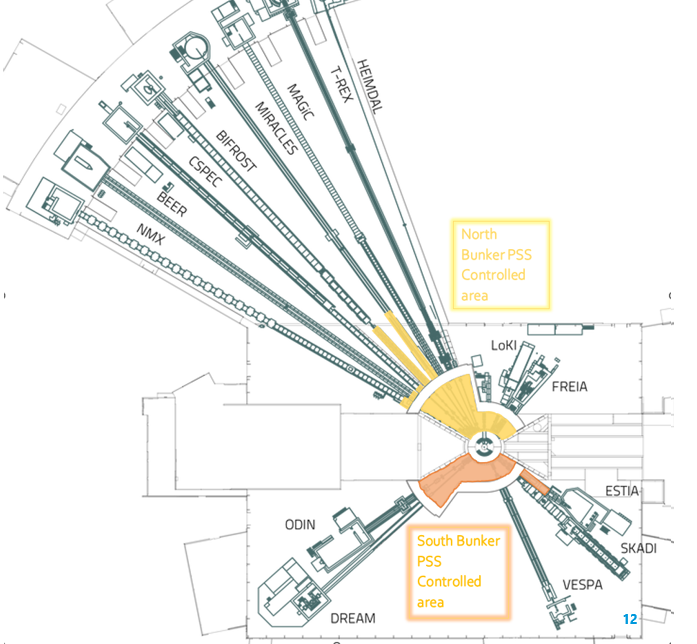 HEIMDAL
T-REX
MAGiC
MIRACLES
BIFROST
CSPEC
BEER
NMX
North
Bunker PSS
Controlled
area
LoKI
FREIA
ESTIA
ODIN
South Bunker
PSS
Controlled
area
SKADI
VESPA
DREAM
12